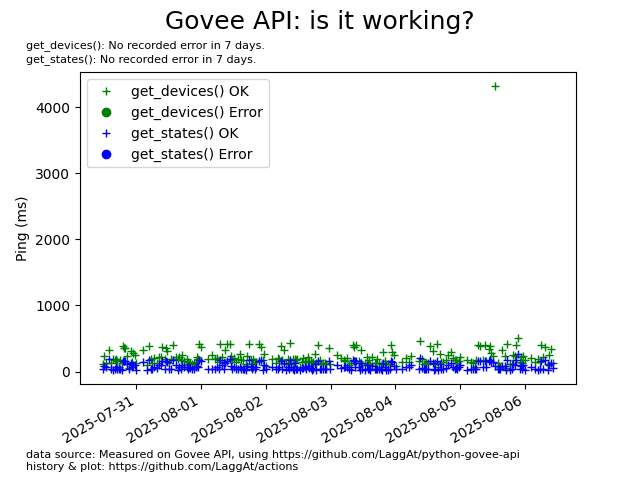 Govee API: is it working?
get_devices(): No recorded error in 7 days.
get_states(): No recorded error in 7 days.
get_devices() OK
get_devices() Error
get_states() OK
get_states() Error
Ping (ms)
4000
3000
2000
1000
0
2025-07-31
2025-08-01
2025-08-02
2025-08-03
2025-08-04
2025-08-05
2025-08-06
data source: Measured on Govee API, using https://github.com/LaggAt/python-govee-api
history & plot: https://github.com/LaggAt/actions